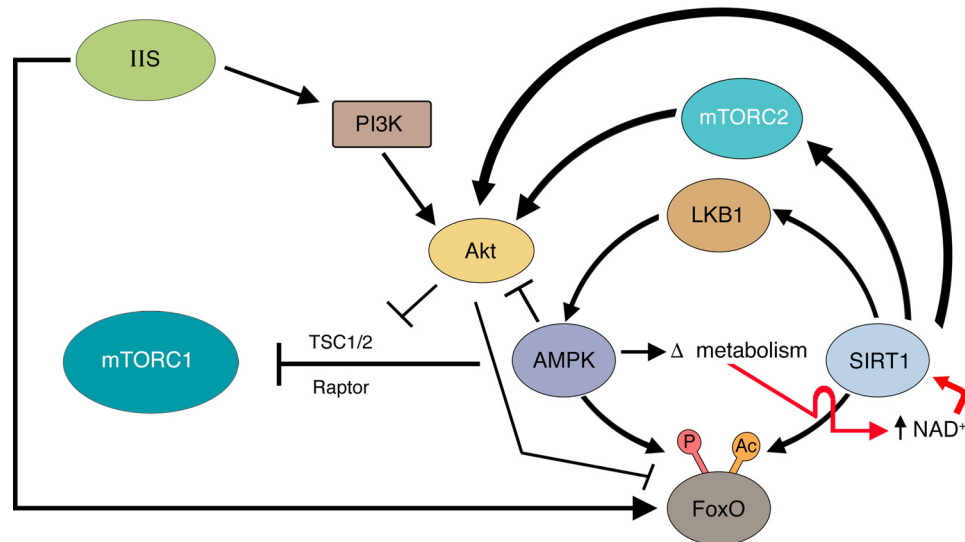 IIS
PI3K
mTORC2
LKB1
Akt
TSC1/2
mTORC1
Raptor
AMPK
Δ metabolism
SIRT1
NAD+
P
Ac
FoxO